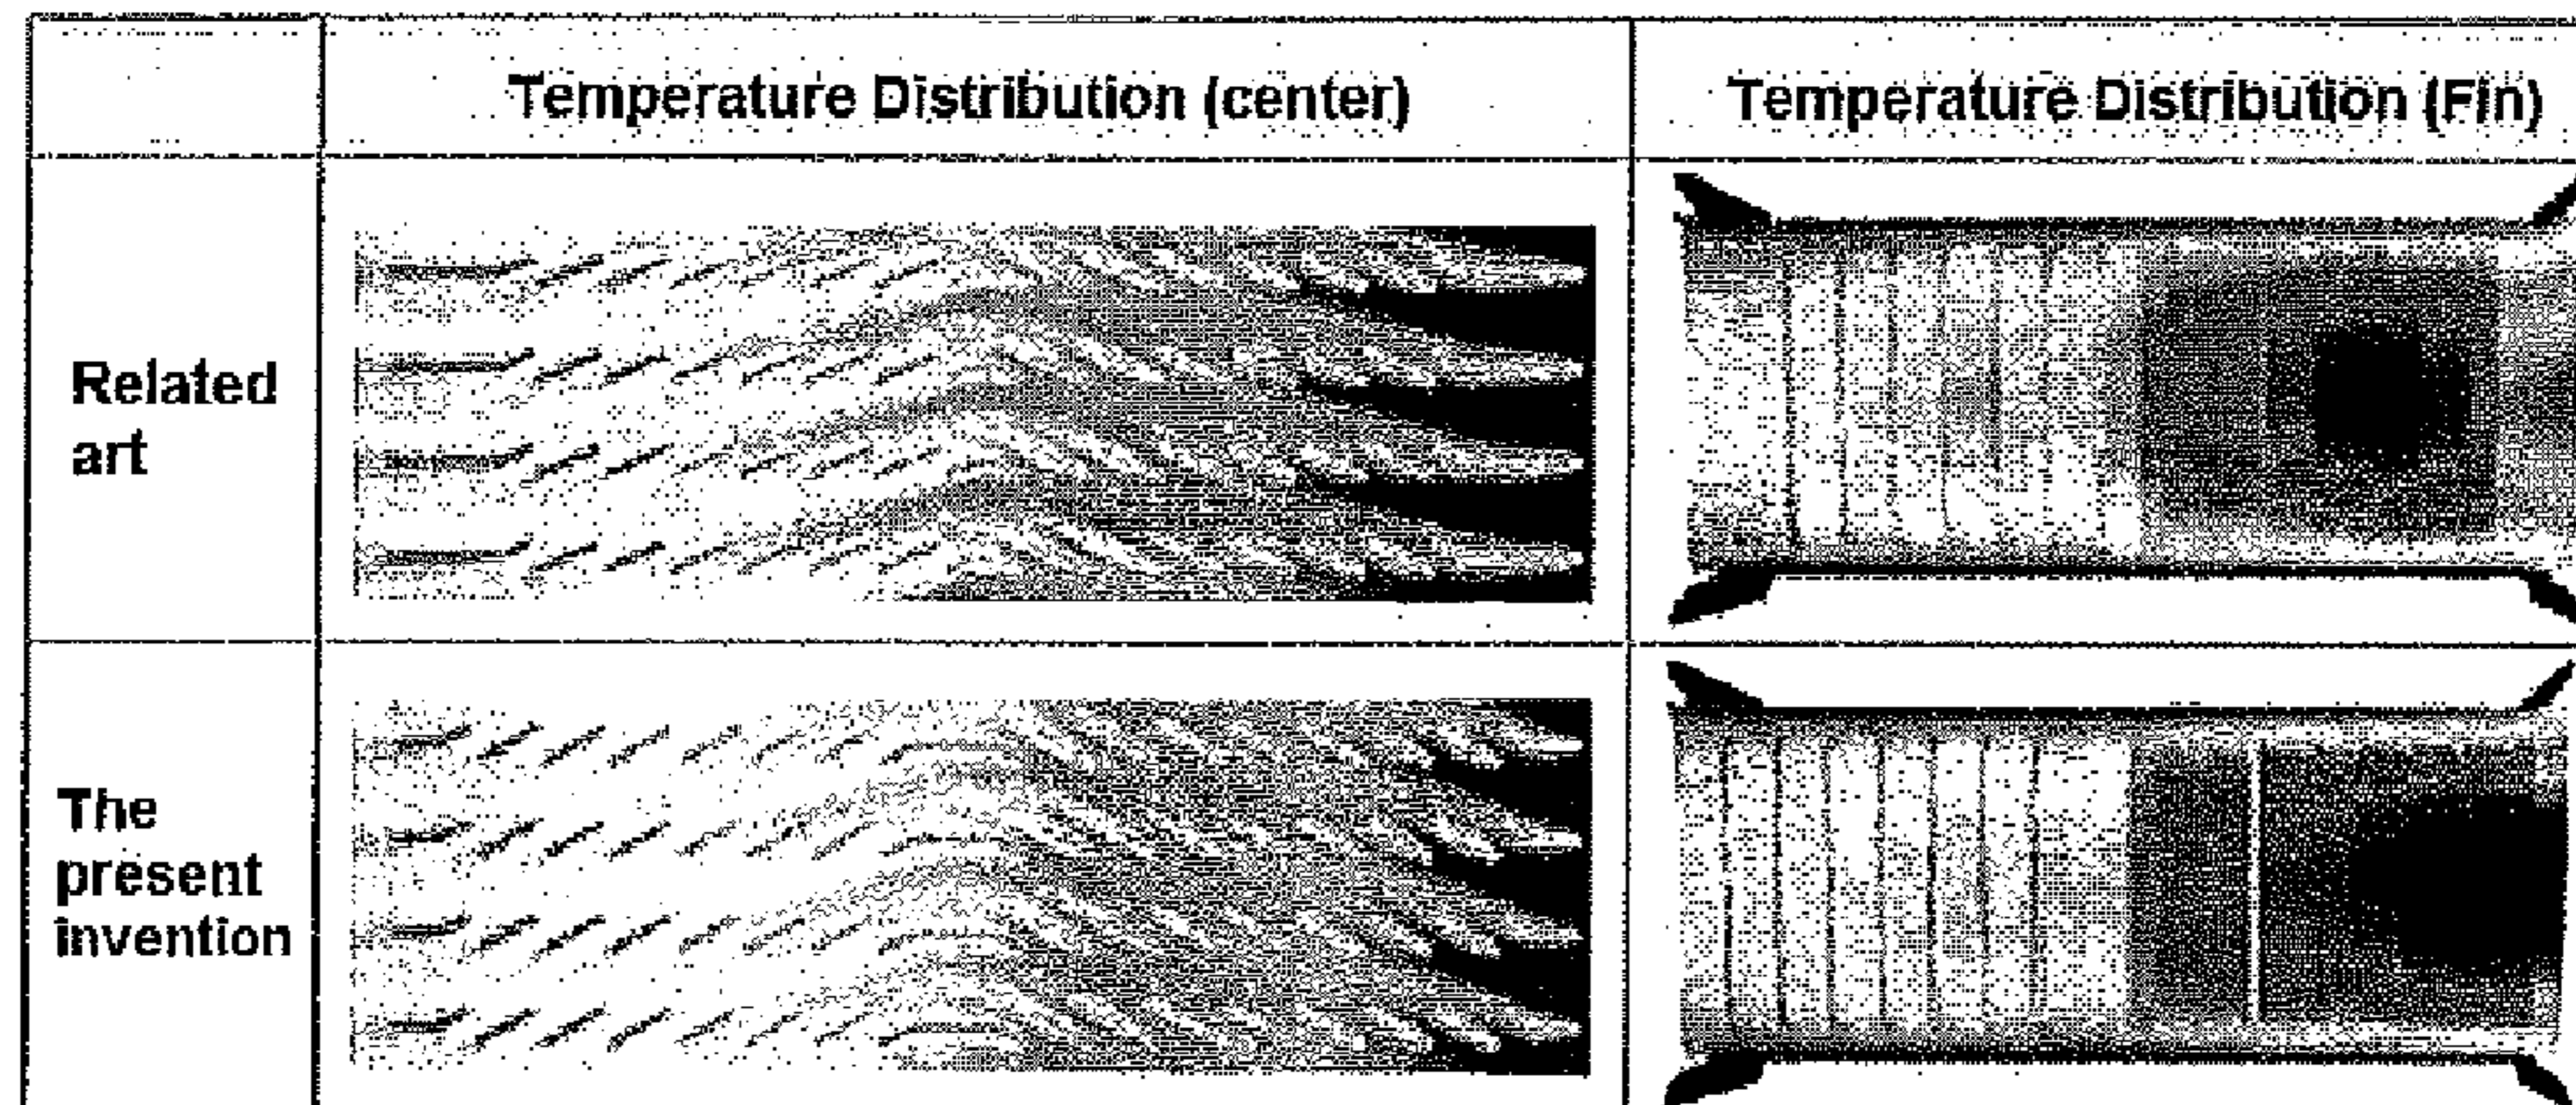 Temperature Distribution (center)
Temperature Distribution (Fin)
Related
art
The
present
invention